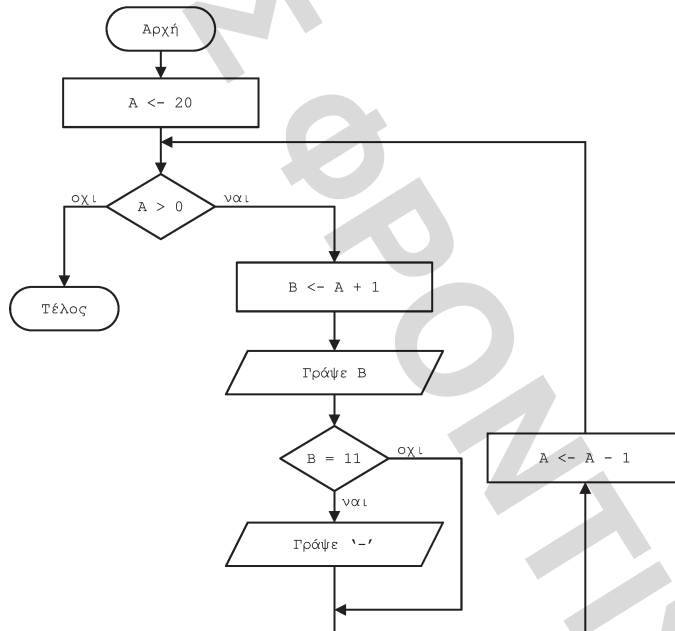 Αρχή
A <- 20
A > 0
οχι
ναι
Τέλος
B <- A + 1
Γράψε B
B = 11
οχι
ναι
A <- A - 1
Γράψε '-'